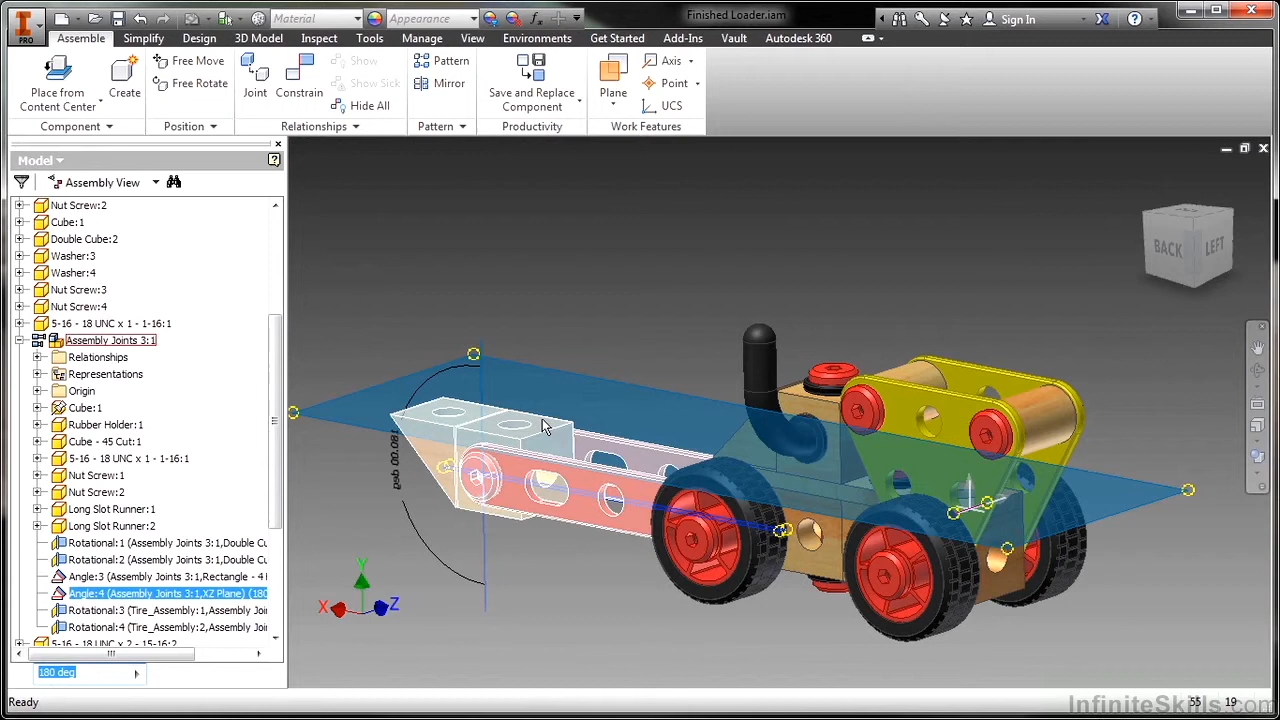 Material
Appearance
Finished Loader.iam
Sign In
PRO
Assemble Simplify Design 3D Model Inspect Tools Manage View Environments Get Started Add-Ins Vault Autodesk 360
Place from
Content Center
Create
Free Move
Free Rotate
Joint
Constrain
Show
Show Sick
Hide All
Pattern
Mirror
Save and Replace
Component
Plane
Axis
Point
UCS
Component Position Relationships Pattern Productivity Work Features
Model
Assembly View
Nut Screw:2
Cube:1
Double Cube:2
Washer:3
Washer:4
Nut Screw:3
Nut Screw:4
5-16 - 18 UNC x 1 - 1-16:1
Assembly Joints 3:1
Relationships
Representations
Origin
Cube:1
Rubber Holder:1
Cube - 45 Cut:1
5-16 - 18 UNC x 1 - 1-16:1
Nut Screw:1
Nut Screw:2
Long Slot Runner:1
Long Slot Runner:2
Rotational:1 (Assembly Joints 3:1,Double Cu
Rotational:2 (Assembly Joints 3:1,Double Cu
Angle:3 (Assembly Joints 3:1,Rectangle - 4 
Angle:4 (Assembly Joints 3:1,XZ Plane) (180
Rotational:3 (Tire_Assembly:1,Assembly Joi
Rotational:4 (Tire_Assembly:2,Assembly Joi
5-16 - 18 UNC x 2 - 15-16:2
180 deg
180.00 deg
BACK
LEFT
Y
X
Z
Ready
55 19
InfiniteSkills.com